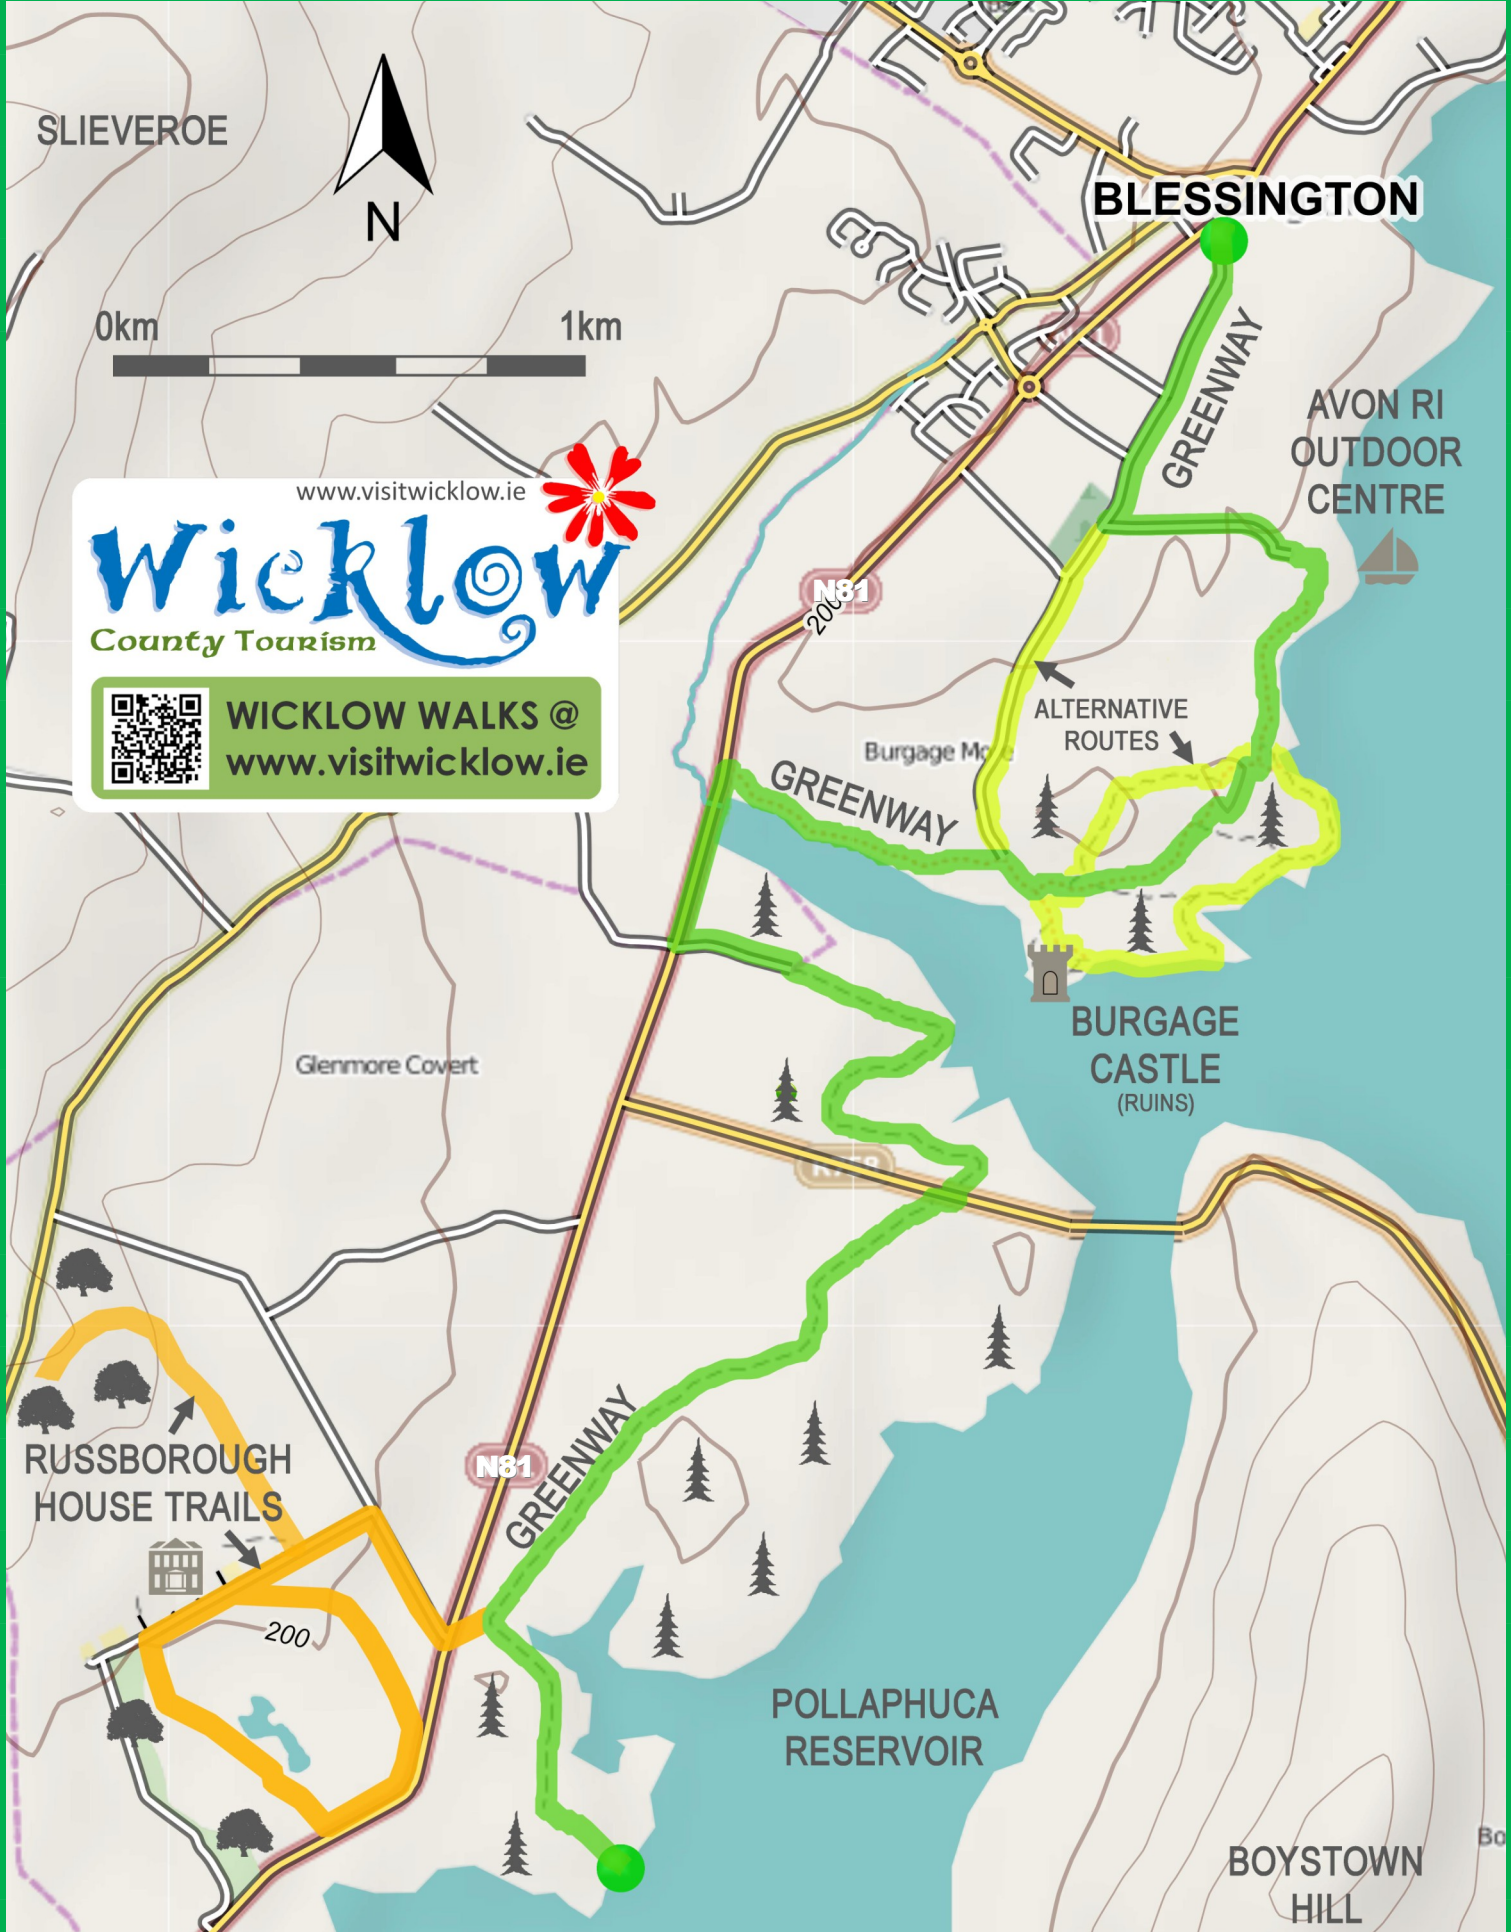 SLIEVEROE
N
BLESSINGTON
0km 1km
GREENWAY
AVON RI
OUTDOOR
CENTRE
www.visitwicklow.ie
Wicklow
County Tourism
WICKLOW WALKS @
www.visitwicklow.ie
N81
200
ALTERNATIVE
ROUTES
Burgage
GREENWAY
BURGAGE
CASTLE
(RUINS)
Glenmore Covert
GREENWAY
N81
RUSSBOROUGH
HOUSE TRAILS
200
POLLAPHUCA
RESERVOIR
BOYSTOWN
HILL